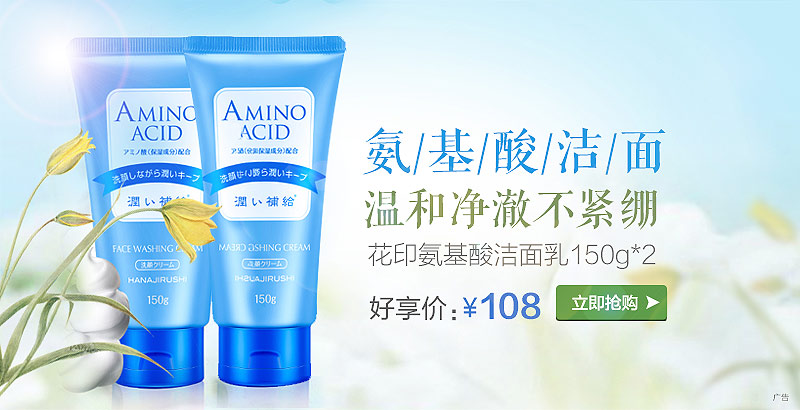 AMINO
ACID
アミノ酸(保湿成分)配合
洗顔しながら潤いキープ
潤い補給
FACE WASHING CREAM
洗顔クリーム
HANAJIRUSHI
150g
AMINO
ACID
潤い補給
150g
氨/基/酸/洁/面
温和净澈不紧绷
花印氨基酸洁面乳150g*2
好享价:¥108
立即抢购
广告